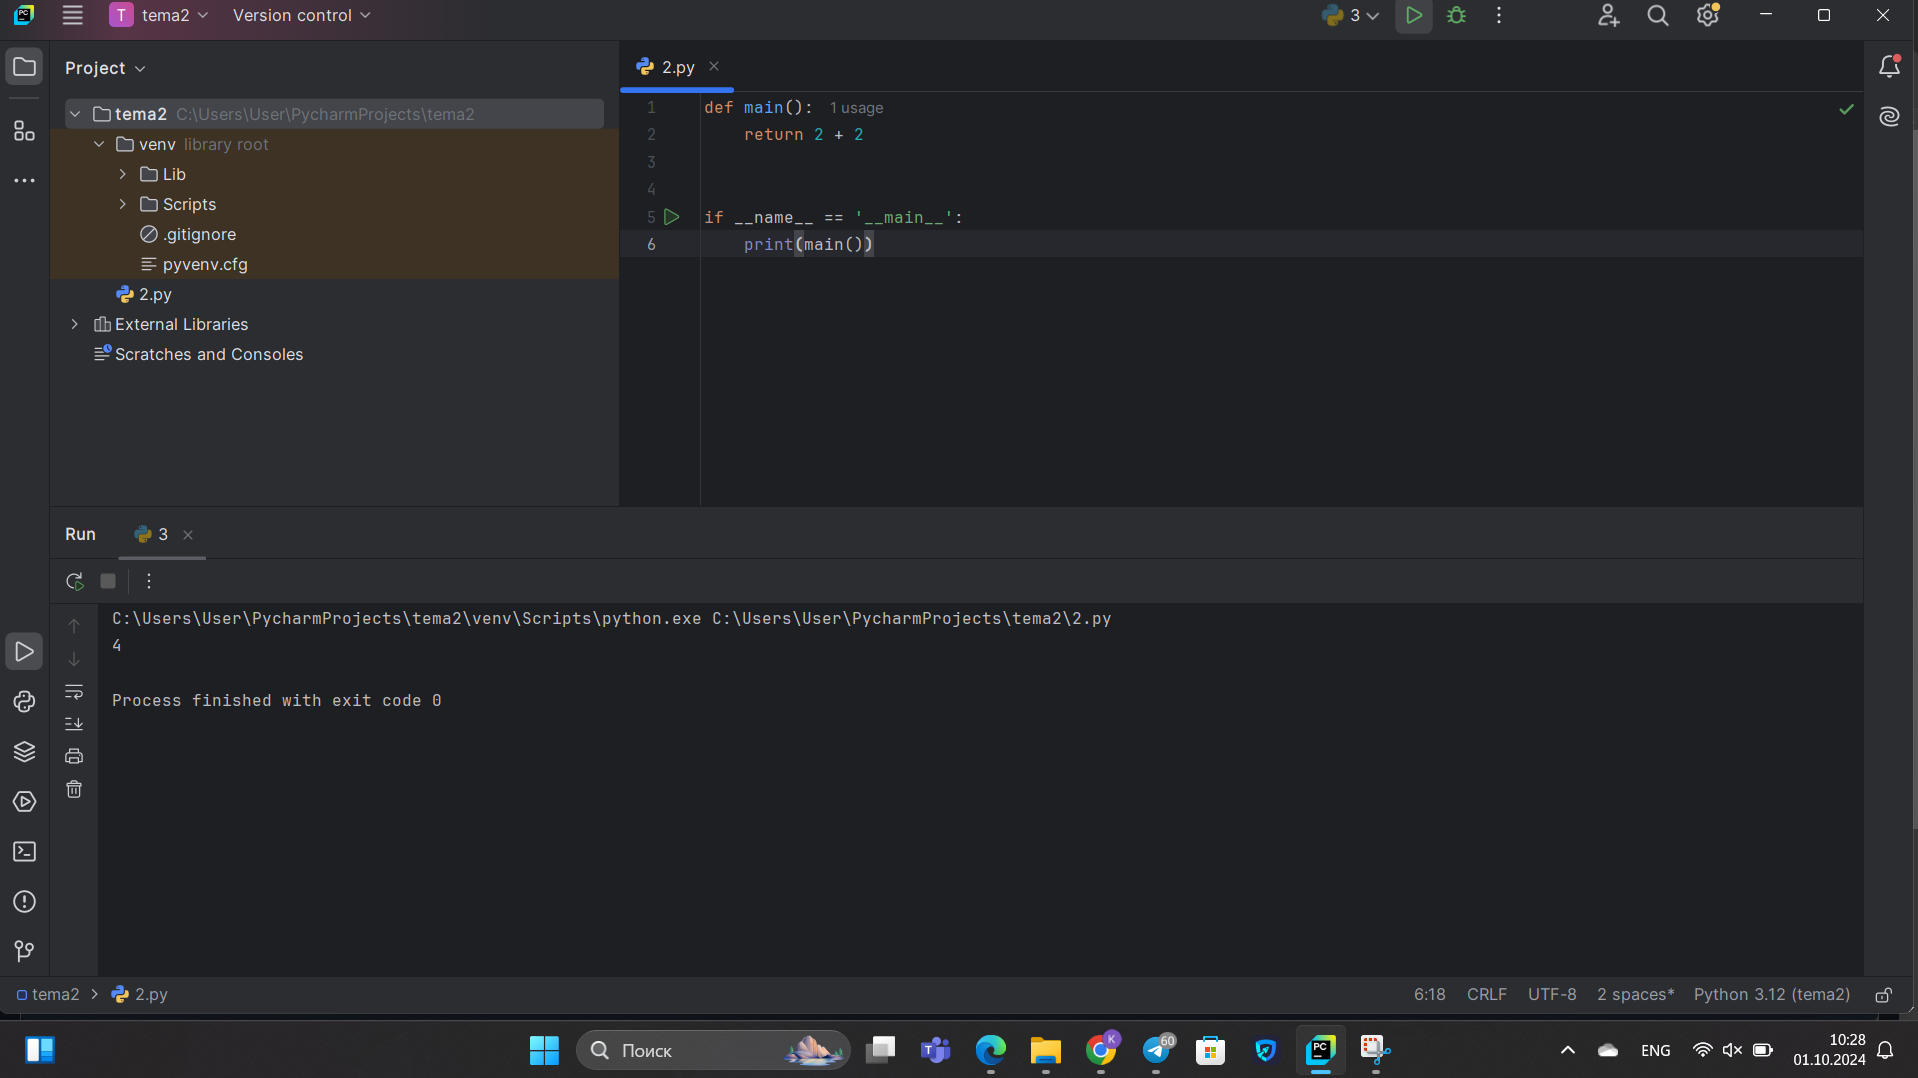 PC T tema2 Version control 3
Project
tema2 C:\Users\User\PycharmProjects\tema2
venv library root
Lib
Scripts
.gitignore
pyvenv.cfg
2.py
External Libraries
Scratches and Consoles
2.py
1 def main(): 1 usage
2 return 2 + 2
3
4
5 if __name__ == '__main__':
6 print(main())
Run 3
C:\Users\User\PycharmProjects\tema2\venv\Scripts\python.exe C:\Users\User\PycharmProjects\tema2\2.py
4
Process finished with exit code 0
tema2 2.py 6:18 CRLF UTF-8 2 spaces* Python 3.12 (tema2)
Поиск T K 60 PC ENG 10:28
01.10.2024